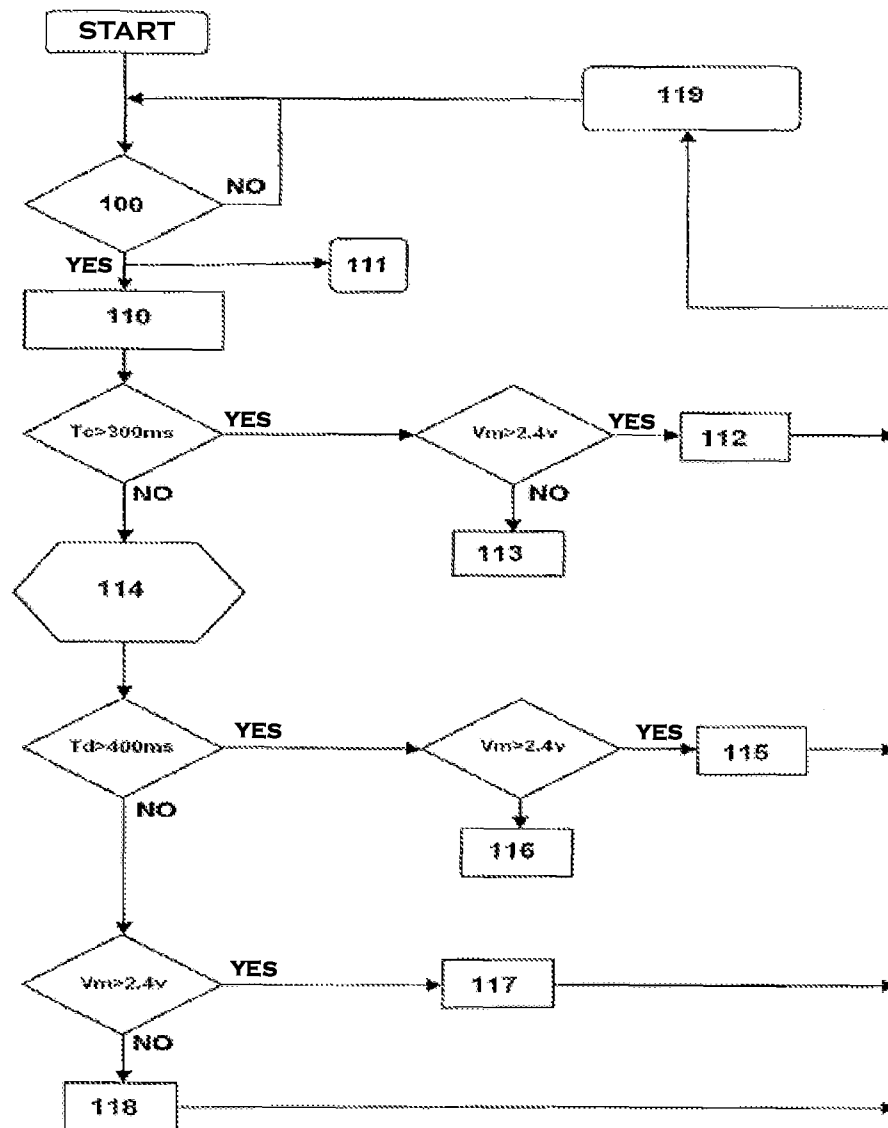 START
119
100
NO
YES
111
110
Tc>300ms
YES
Vm>2.4v
YES
112
NO
NO
113
114
Td>400ms
YES
Vm>2.4v
YES
115
NO
116
Vm>2.4v
YES
117
NO
118